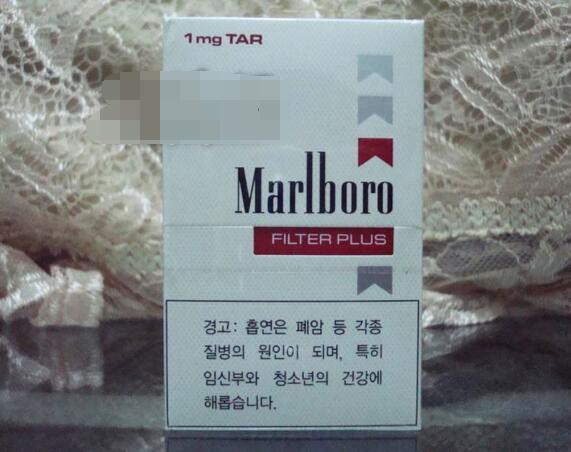 1mg TAR
Marlboro
FILTER PLUS
경고: 흡연은 폐암 등 각종
질병의 원인이 되며, 특히
임신부와 청소년의 건강에
해롭습니다.